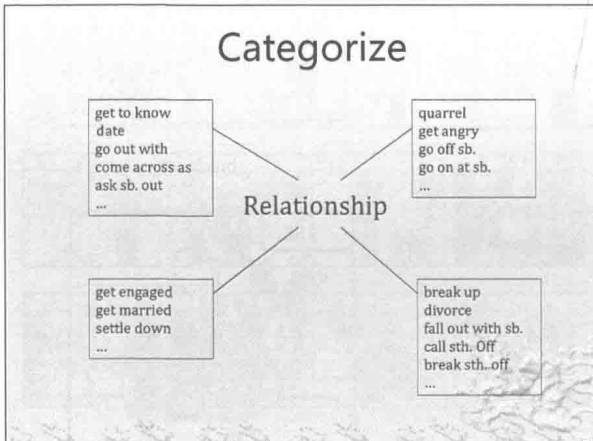 Categorize
get to know
date
go out with
come across as
ask sb. out
...
quarrel
get angry
go off sb.
go on at sb.
...
Relationship
get engaged
get married
settle down
...
break up
divorce
fall out with sb.
call sth. Off
break sth. off
...